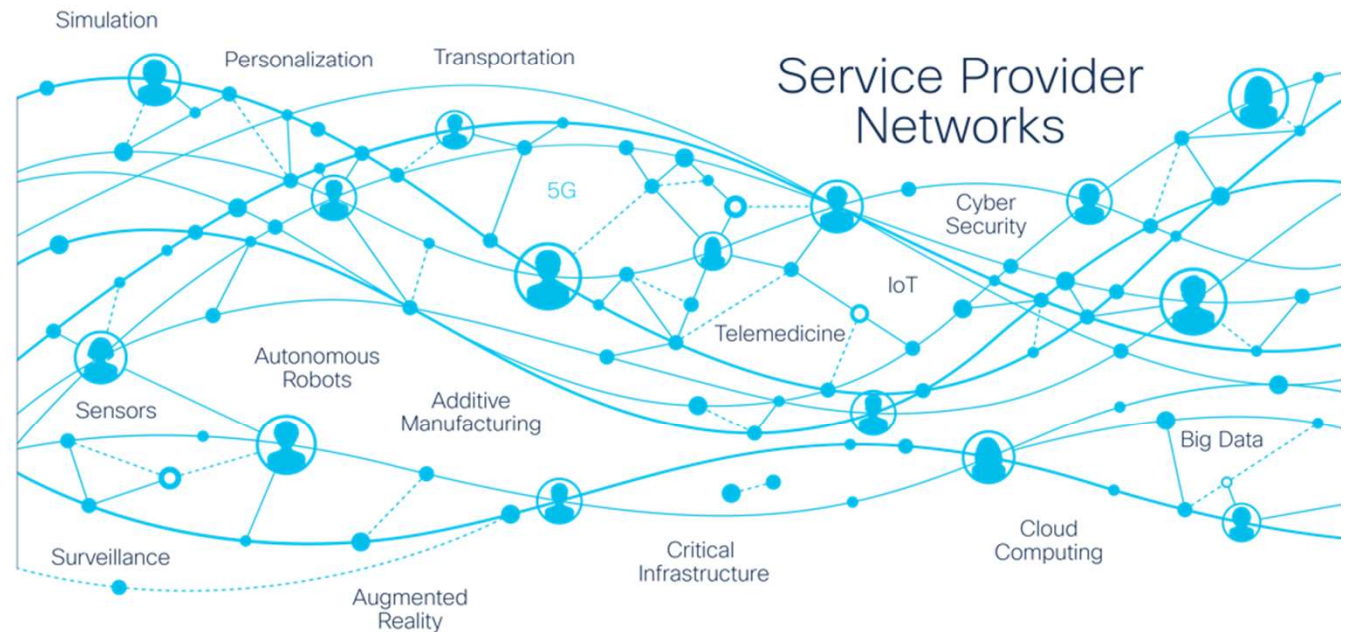 Simulation
Personalization
Transportation
Service Provider
Networks
5G
Cyber
Security
IoT
Telemedicine
Autonomous
Robots
Additive
Manufacturing
Sensors
Big Data
Surveillance
Critical
Infrastructure
Cloud
Computing
Augmented
Reality